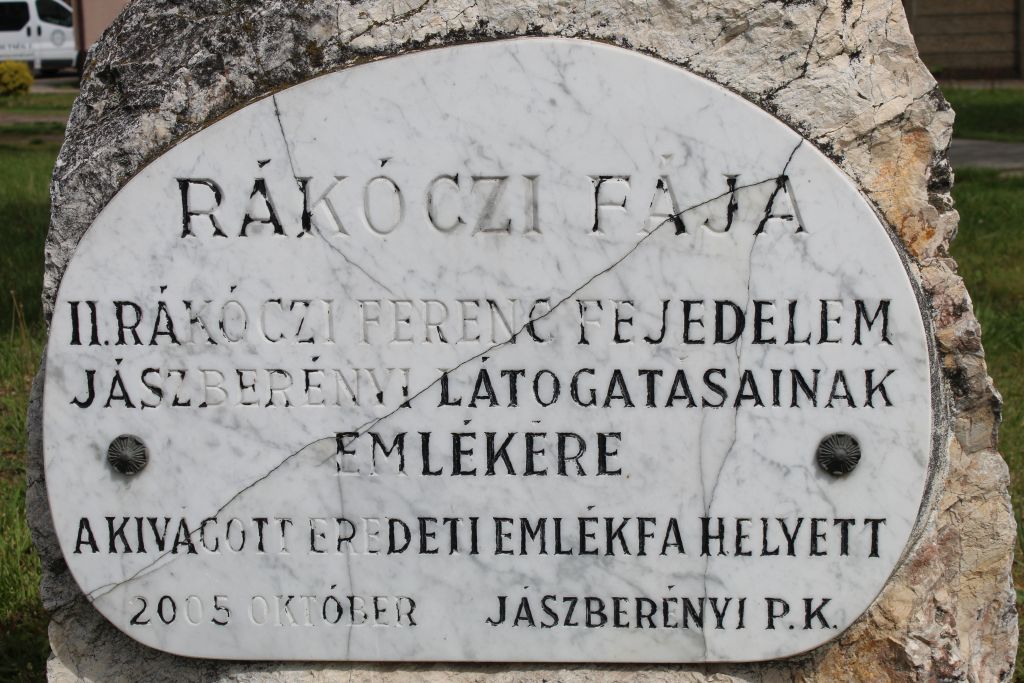 RÁKÓCZI FÁJA
II. RÁKÓCZI FERENC FEJEDELEM
JÁSZBERÉNYI LÁTOGATÁSAINAK
EMLÉKÉRE
A KIVÁGOTT EREDETI EMLÉKFA HELYETT
2005 OKTÓBER JÁSZBERÉNYI P.K.